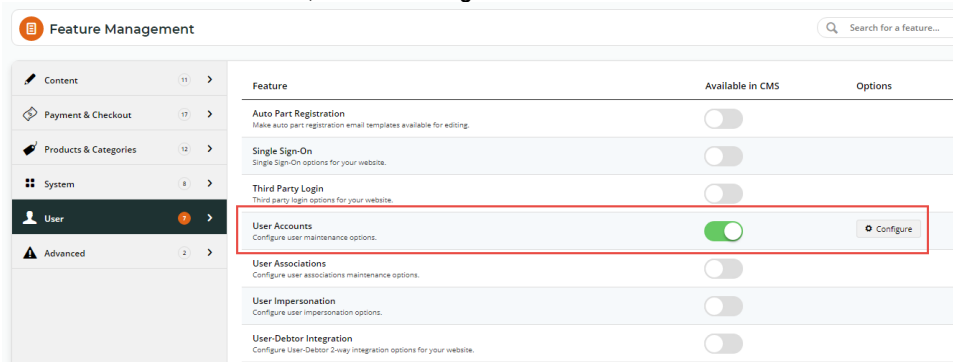 Feature Management
Search for a feature...
Content 11
Payment & Checkout 17
Products & Categories 12
System 8
User 7
Advanced 2
Feature Available in CMS Options
Auto Part Registration
Make auto part registration email templates available for editing.
Single Sign-On
Single Sign-On options for your website.
Third Party Login
Third party login options for your website.
User Accounts
Configure user maintenance options.
Configure
User Associations
Configure user associations maintenance options.
User Impersonation
Configure user impersonation options.
User-Debtor Integration
Configure User-Debtor 2-way integration options for your website.